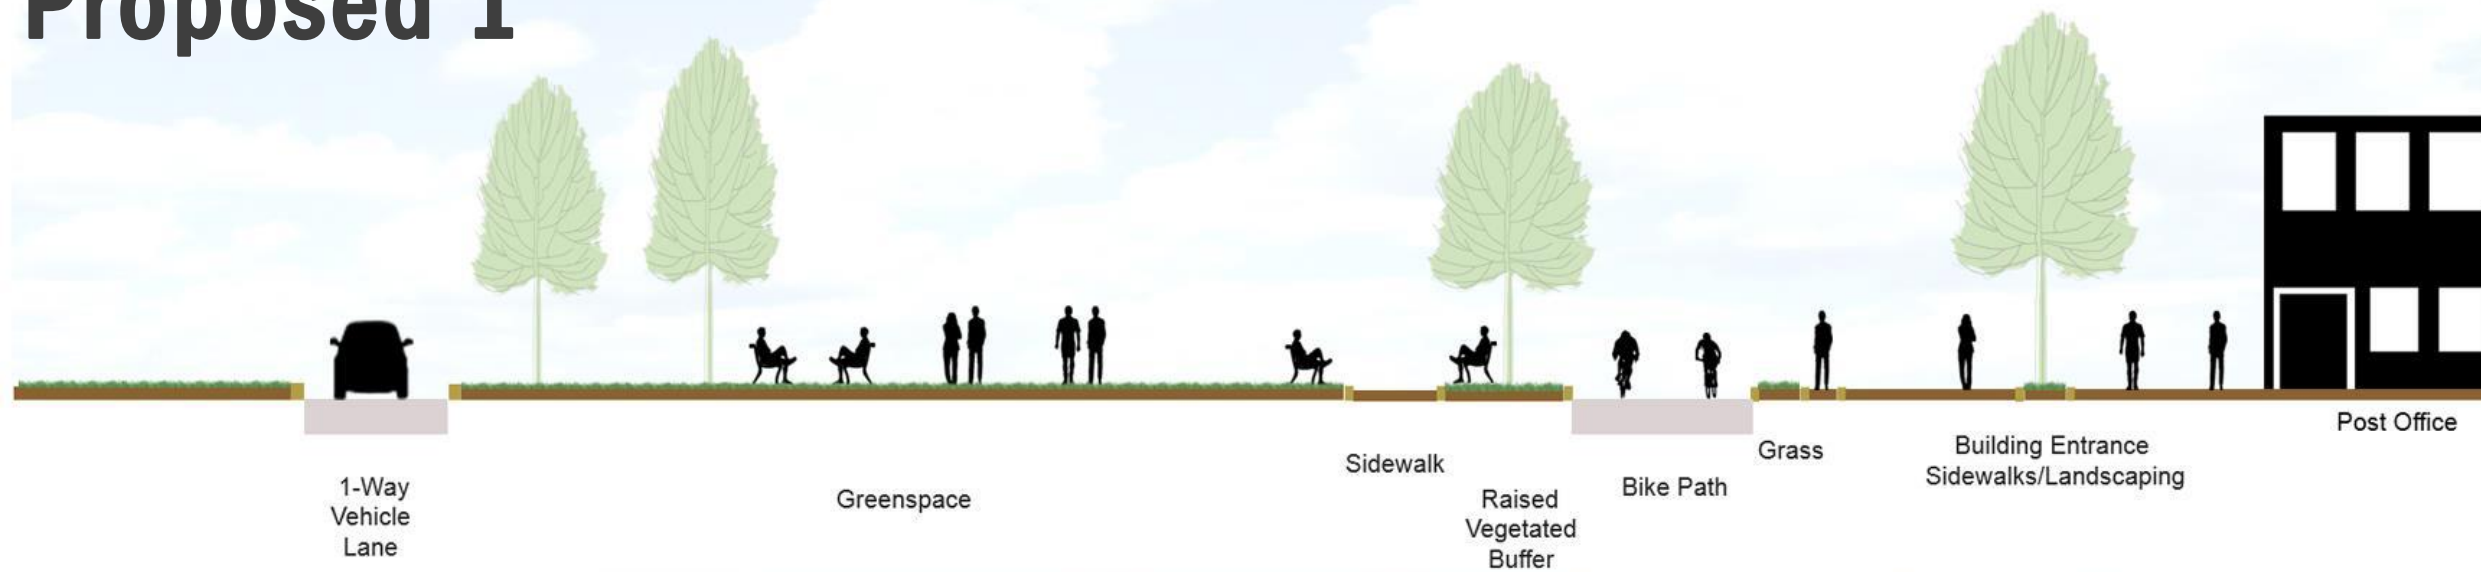 Proposed 1
1-Way
Vehicle
Lane
Greenspace
Sidewalk
Raised
Vegetated
Buffer
Bike Path
Grass
Building Entrance
Sidewalks/Landscaping
Post Office